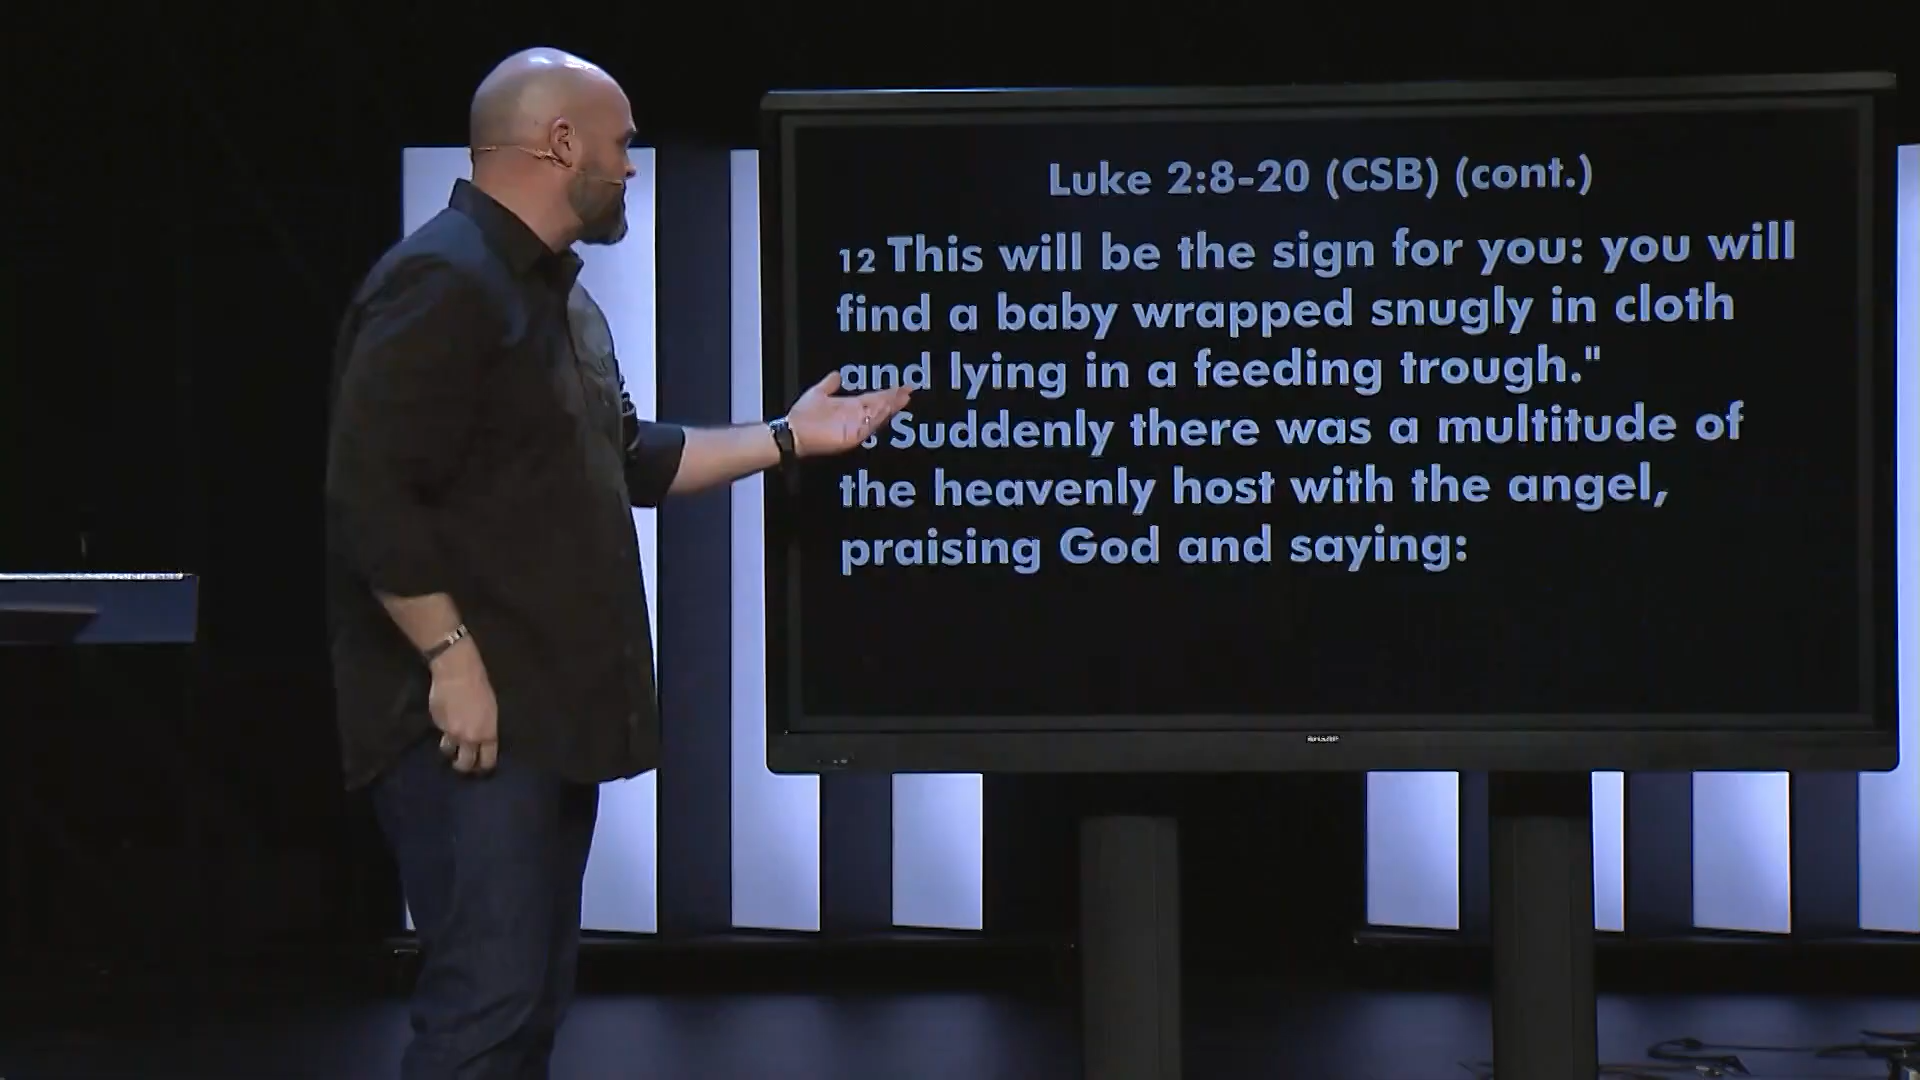 Luke 2:8-20 (CSB) (cont.)
12 This will be the sign for you: you will
find a baby wrapped snugly in cloth
and lying in a feeding trough."
Suddenly there was a multitude of
the heavenly host with the angel,
praising God and saying: